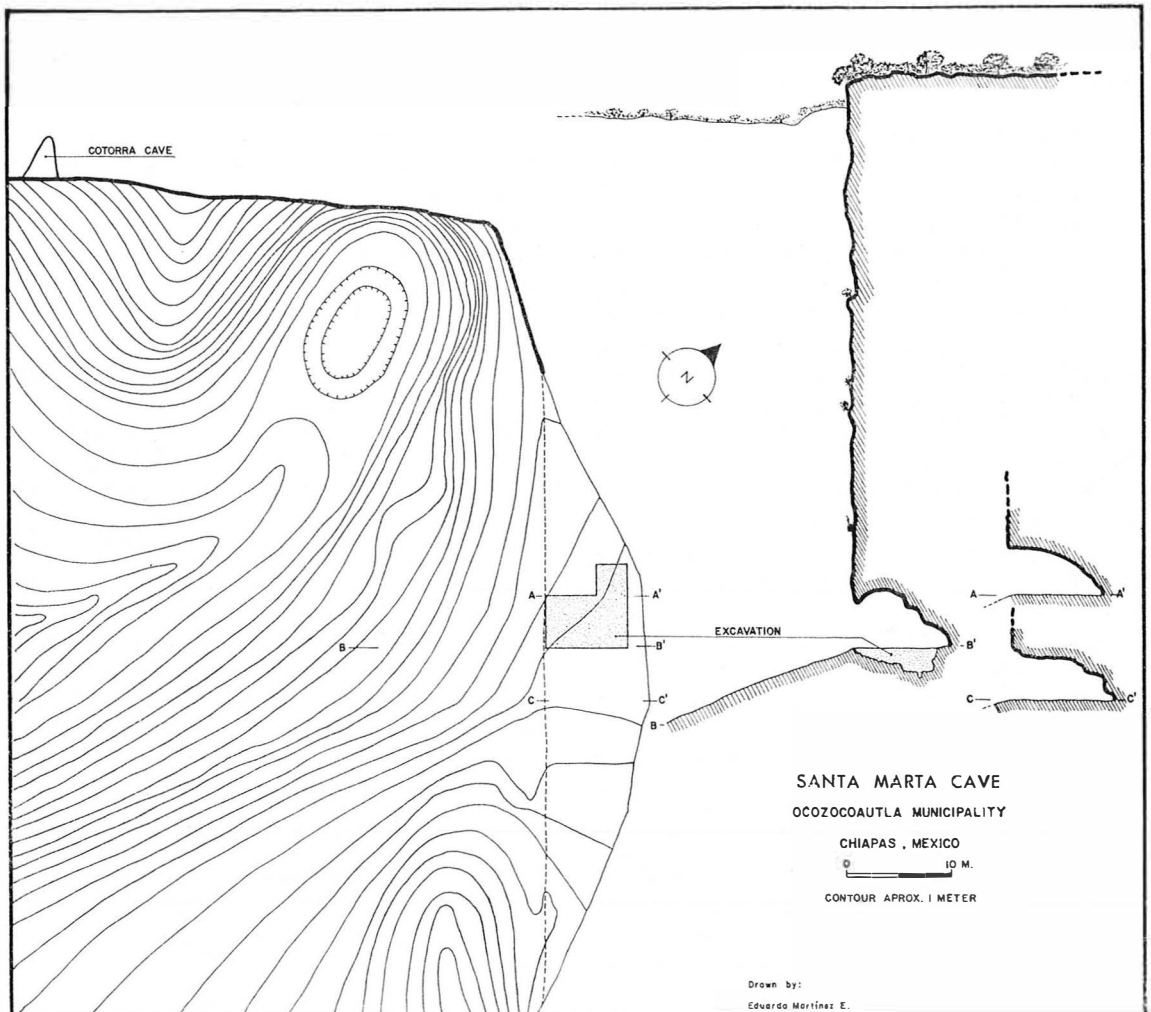 COTORRA CAVE
N
A
A'
EXCAVATION
B
B'
C
C'
B
B'
A
A'
C
C'
SANTA MARTA CAVE
OCOZOCOAUTLA MUNICIPALITY
CHIAPAS , MEXICO
0 10 M.
CONTOUR APROX. 1 METER
Drawn by:
Eduardo Martínez E.